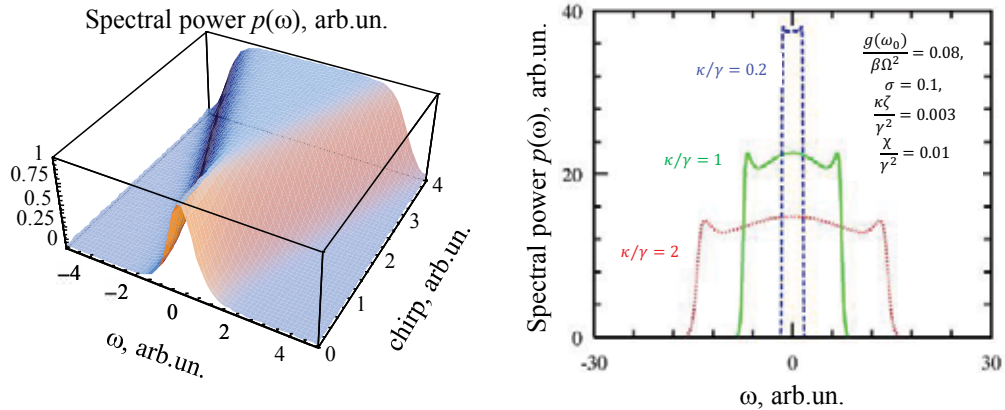 Spectral power p(ω), arb.un.
1
0.75
0.5
0.25
0
−4
−2
0
2
4
ω, arb.un.
0
1
2
3
4
chirp, arb.un.
Spectral power p(ω), arb.un.
40
20
0
-30
0
30
ω, arb.un.
κ/γ = 0.2
κ/γ = 1
κ/γ = 2
g(ω₀)/βΩ² = 0.08,
σ = 0.1,
κζ/γ² = 0.003
χ/γ² = 0.01